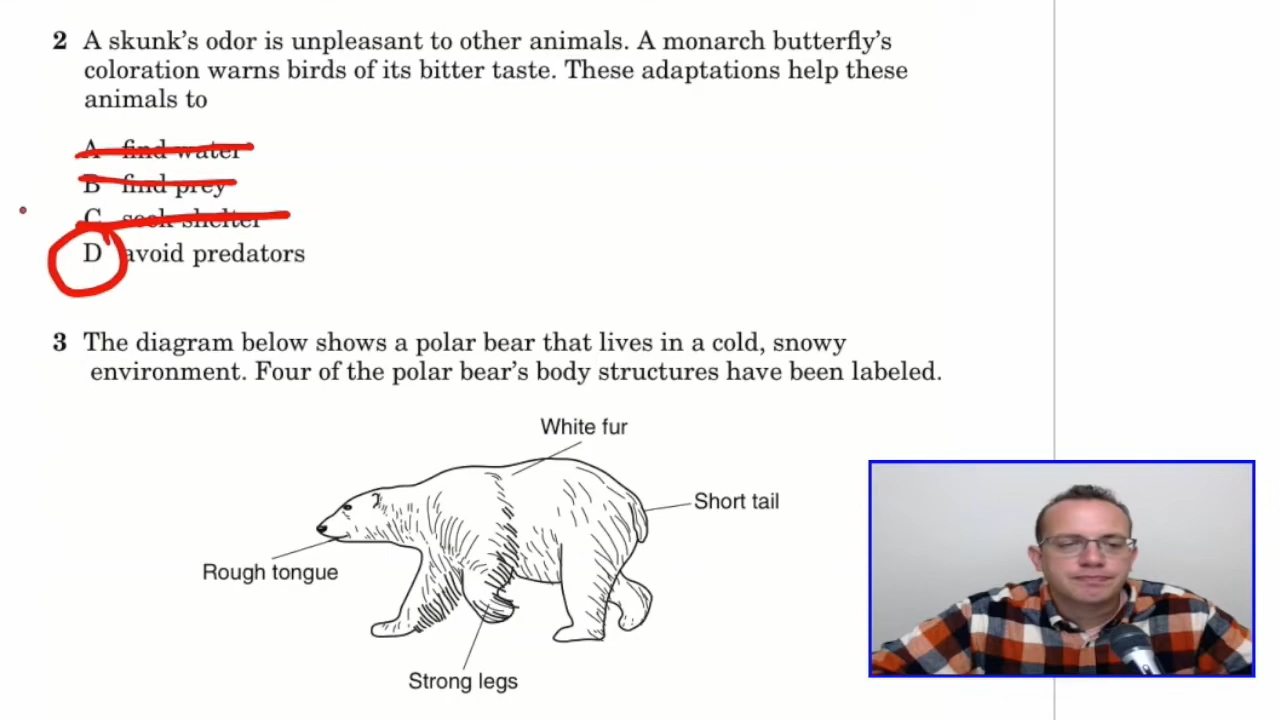 2 A skunk's odor is unpleasant to other animals. A monarch butterfly's
coloration warns birds of its bitter taste. These adaptations help these
animals to
A find water
B find prey
C seek shelter
D avoid predators
3 The diagram below shows a polar bear that lives in a cold, snowy
environment. Four of the polar bear's body structures have been labeled.
White fur
Short tail
Rough tongue
Strong legs